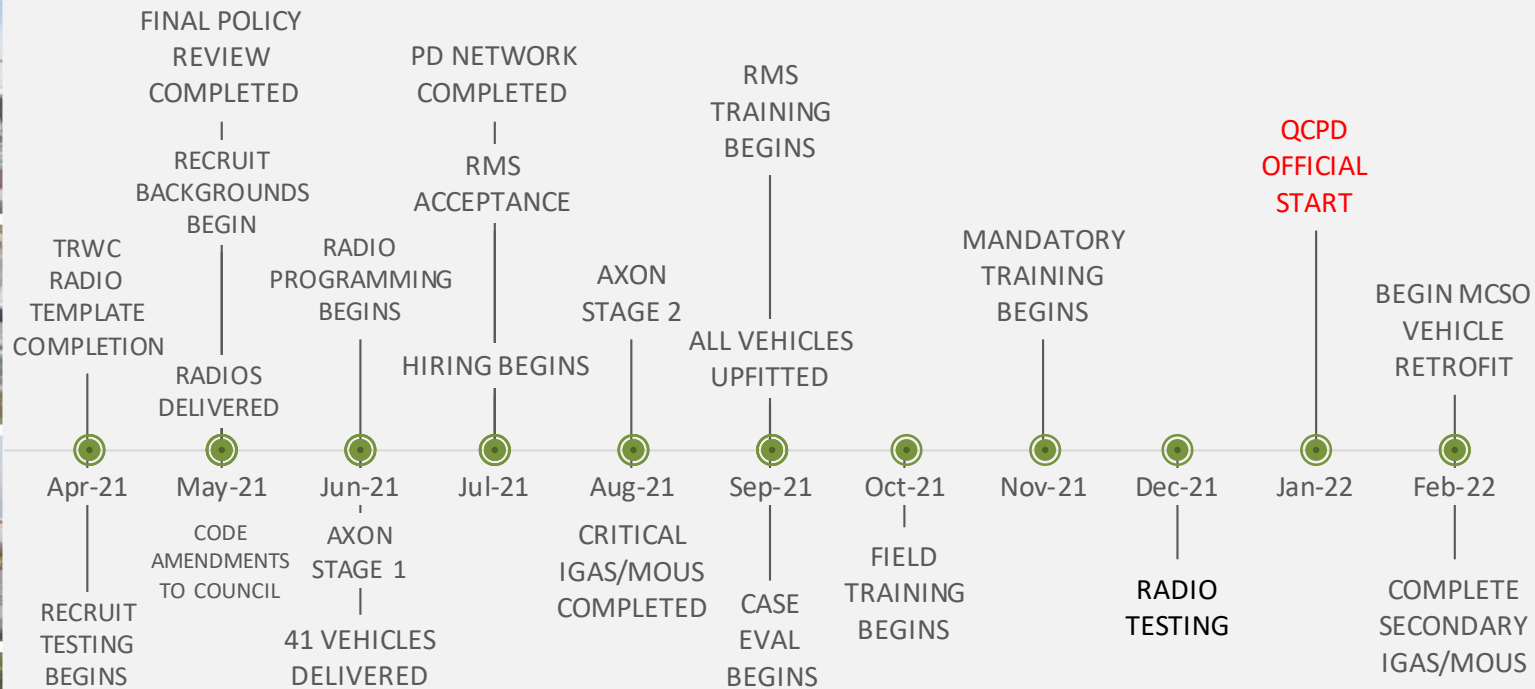 FINAL POLICY
REVIEW
COMPLETED
RECRUIT
BACKGROUNDS
BEGIN
TRWC
RADIO
TEMPLATE
COMPLETION
RADIOS
DELIVERED
RADIO
PROGRAMMING
BEGINS
PD NETWORK
COMPLETED
RMS
ACCEPTANCE
HIRING BEGINS
AXON
STAGE 2
RMS
TRAINING
BEGINS
ALL VEHICLES
UPFITTED
MANDATORY
TRAINING
BEGINS
QCPD
OFFICIAL
START
BEGIN MCSO
VEHICLE
RETROFIT
Apr-21
May-21
Jun-21
Jul-21
Aug-21
Sep-21
Oct-21
Nov-21
Dec-21
Jan-22
Feb-22
RECRUIT
TESTING
BEGINS
CODE
AMENDMENTS
TO COUNCIL
AXON
STAGE 1
41 VEHICLES
DELIVERED
CRITICAL
IGAS/MOUS
COMPLETED
CASE
EVAL
BEGINS
FIELD
TRAINING
BEGINS
RADIO
TESTING
COMPLETE
SECONDARY
IGAS/MOUS